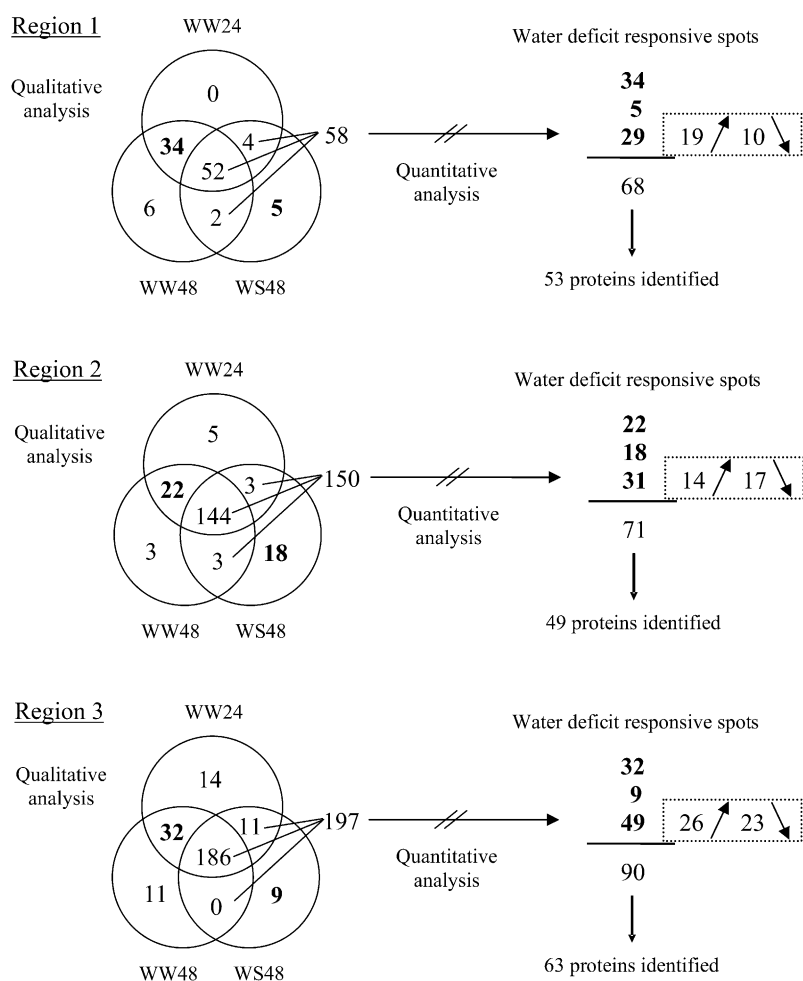 Region 1
WW24
Qualitative
analysis
0
34
4
52
58
6
2
5
WW48
WS48
Quantitative
analysis
Water deficit responsive spots
34
5
29
19
10
68
53 proteins identified
Region 2
WW24
Qualitative
analysis
5
22
3
144
150
3
3
18
WW48
WS48
Quantitative
analysis
Water deficit responsive spots
22
18
31
14
17
71
49 proteins identified
Region 3
WW24
Qualitative
analysis
14
32
11
186
197
11
0
9
WW48
WS48
Quantitative
analysis
Water deficit responsive spots
32
9
49
26
23
90
63 proteins identified